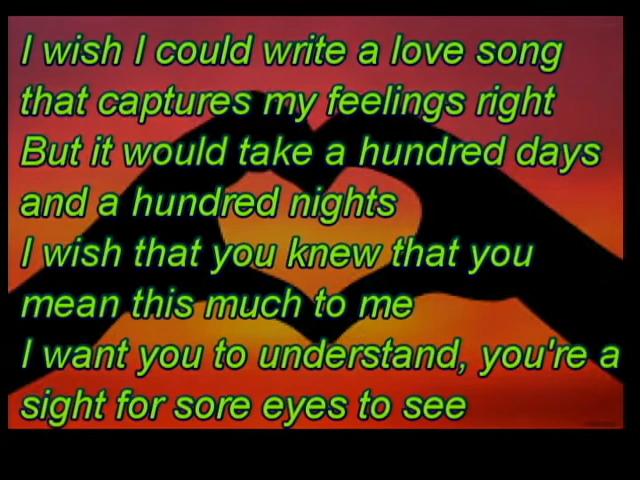 I wish I could write a love song
that captures my feelings right
But it would take a hundred days
and a hundred nights
I wish that you knew that you
mean this much to me
I want you to understand, you're a
sight for sore eyes to see